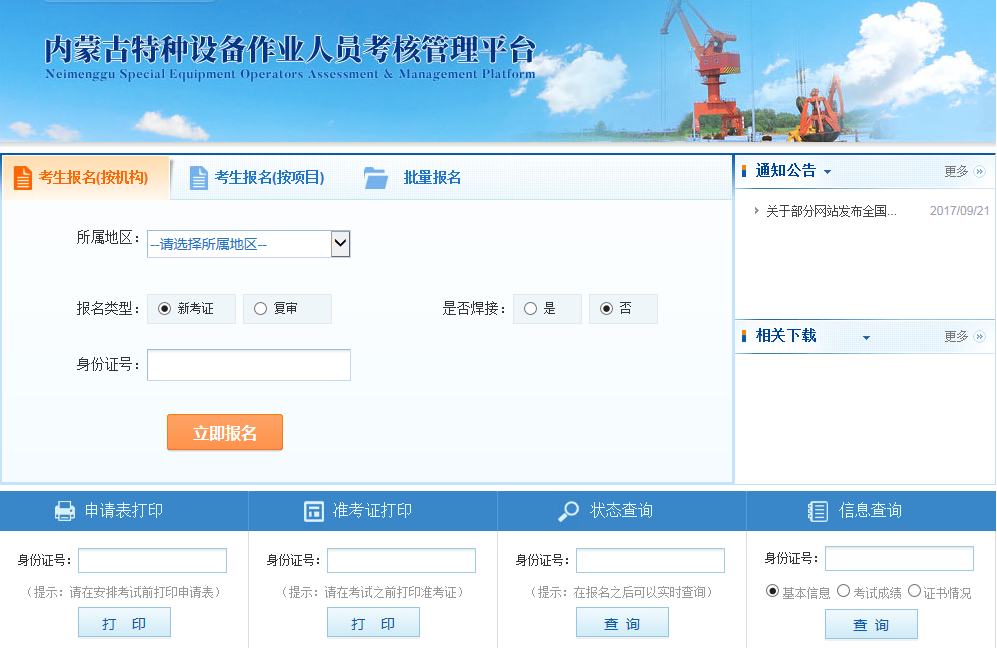 内蒙古特种设备作业人员考核管理平台
Neimenggu Special Equipment Operators Assessment & Management Platform
考生报名(按机构) 考生报名(按项目) 批量报名
通知公告 更多
关于部分网站发布全国... 2017/09/21
所属地区： --请选择所属地区--
报名类型： 新考证 复审 是否焊接： 是 否
相关下载 更多
身份证号：
立即报名
申请表打印 准考证打印 状态查询 信息查询
身份证号： 身份证号： 身份证号： 身份证号：
（提示：请在安排考试前打印申请表） （提示：请在考试之前打印准考证） （提示：在报名之后可以实时查询） 基本信息 考试成绩 证书情况
打 印 打 印 查 询 查 询